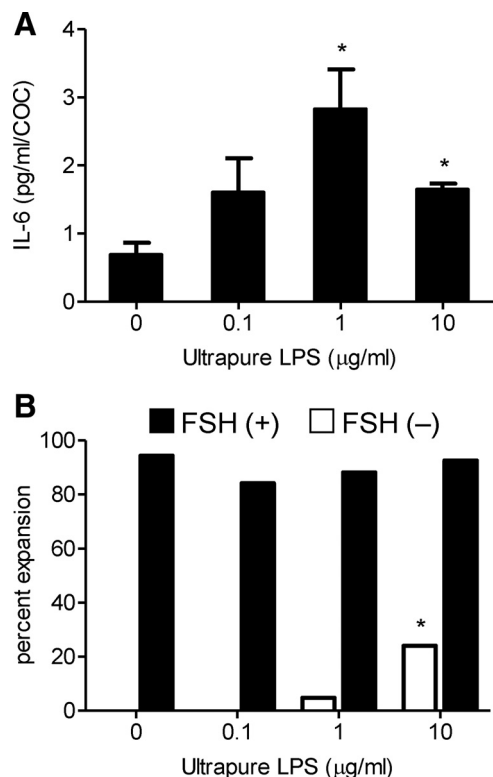 A
IL-6 (pg/ml/COC)
4
3
2
1
0
*
*
0 0.1 1 10
Ultrapure LPS (μg/ml)
B
FSH (+) FSH (–)
percent expansion
100
80
60
40
20
0
*
0 0.1 1 10
Ultrapure LPS (μg/ml)